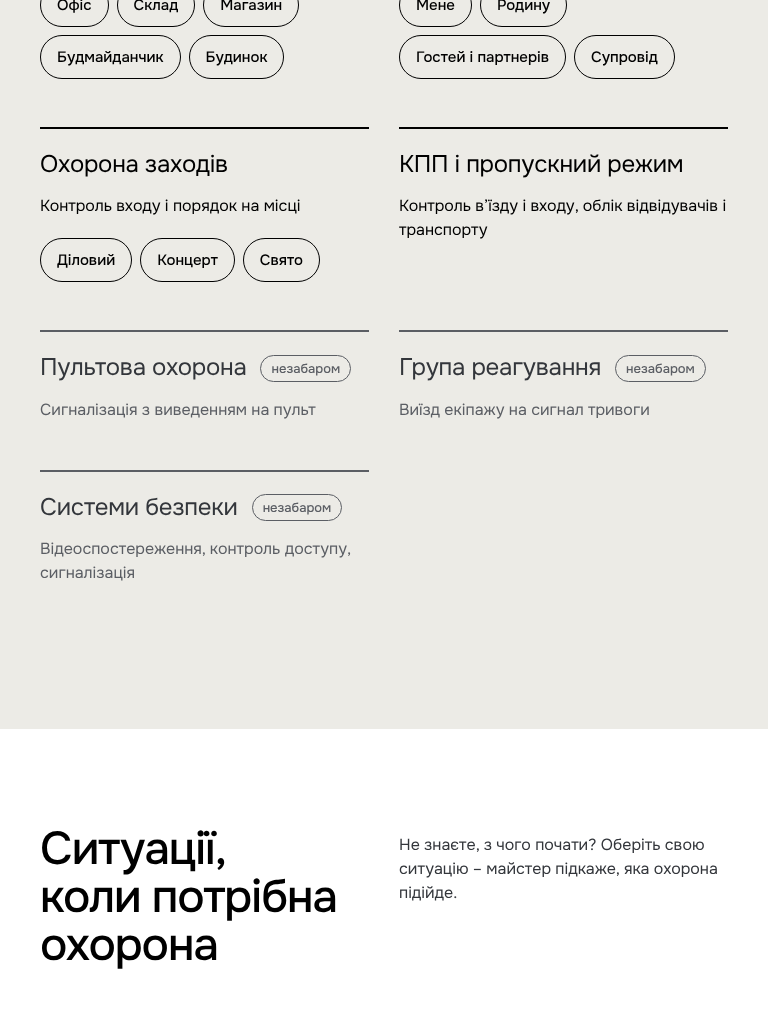 Офіс Склад Магазин
Будмайданчик Будинок
Мене Родину
Гостей і партнерів Супровід
Охорона заходів
Контроль входу і порядок на місці
Діловий Концерт Свято
КПП і пропускний режим
Контроль в’їзду і входу, облік відвідувачів і
транспорту
Пультова охорона незабаром
Сигналізація з виведенням на пульт
Група реагування незабаром
Виїзд екіпажу на сигнал тривоги
Системи безпеки незабаром
Відеоспостереження, контроль доступу,
сигналізація
Ситуації,
коли потрібна
охорона
Не знаєте, з чого почати? Оберіть свою
ситуацію – майстер підкаже, яка охорона
підійде.